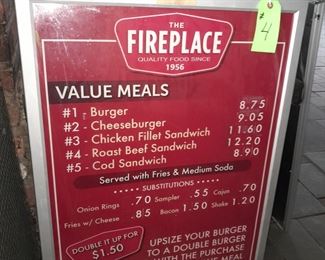 THE
FIREPLACE
QUALITY FOOD SINCE
1956
4
VALUE MEALS
#1 - Burger 8.75
#2 - Cheeseburger 9.05
#3 - Chicken Fillet Sandwich 11.60
#4 - Roast Beef Sandwich 12.20
#5 - Cod Sandwich 8.90
Served with Fries & Medium Soda
SUBSTITUTIONS
Onion Rings .70 Sampler .55 Cajun .70
Fries w/ Cheese .85 Bacon 1.50 Shake 1.20
DOUBLE IT UP FOR
$1.50
UPSIZE YOUR BURGER
TO A DOUBLE BURGER
WITH THE PURCHASE
VALUE MEAL